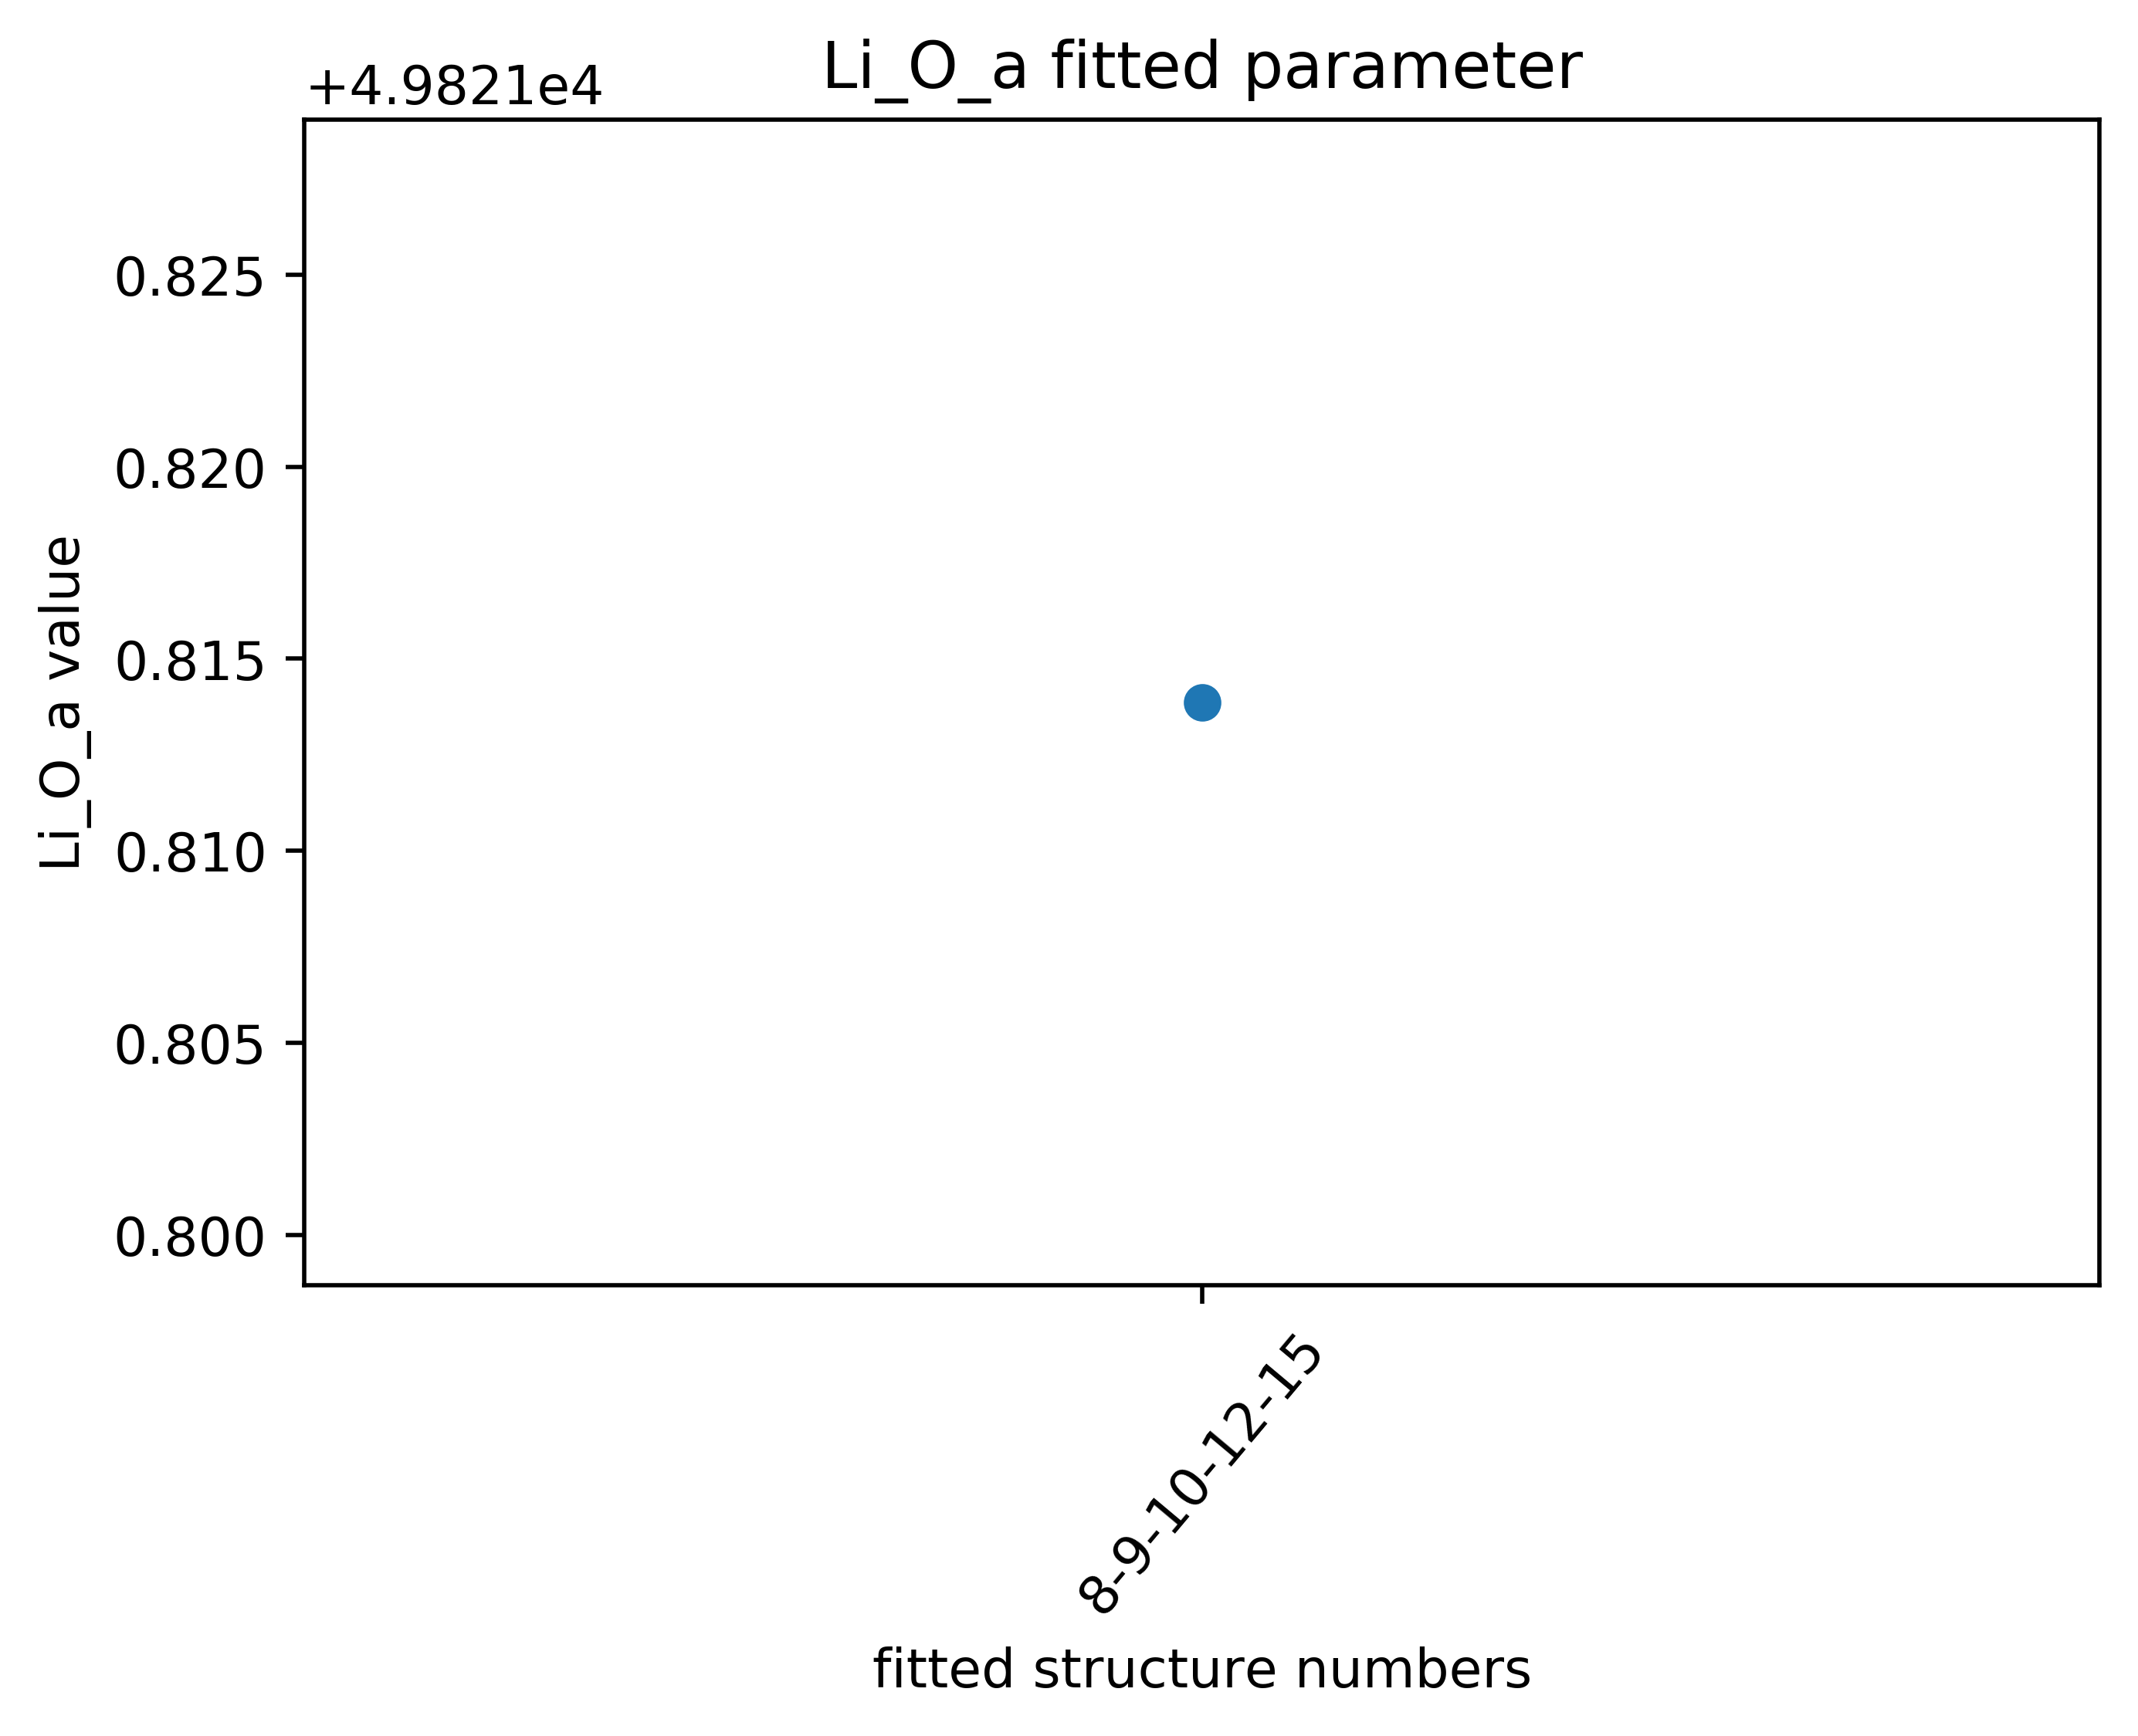 Li_O_a fitted parameter
+4.9821e4
0.825
0.820
0.815
0.810
0.805
0.800
Li_O_a value
8-9-10-12-15
fitted structure numbers